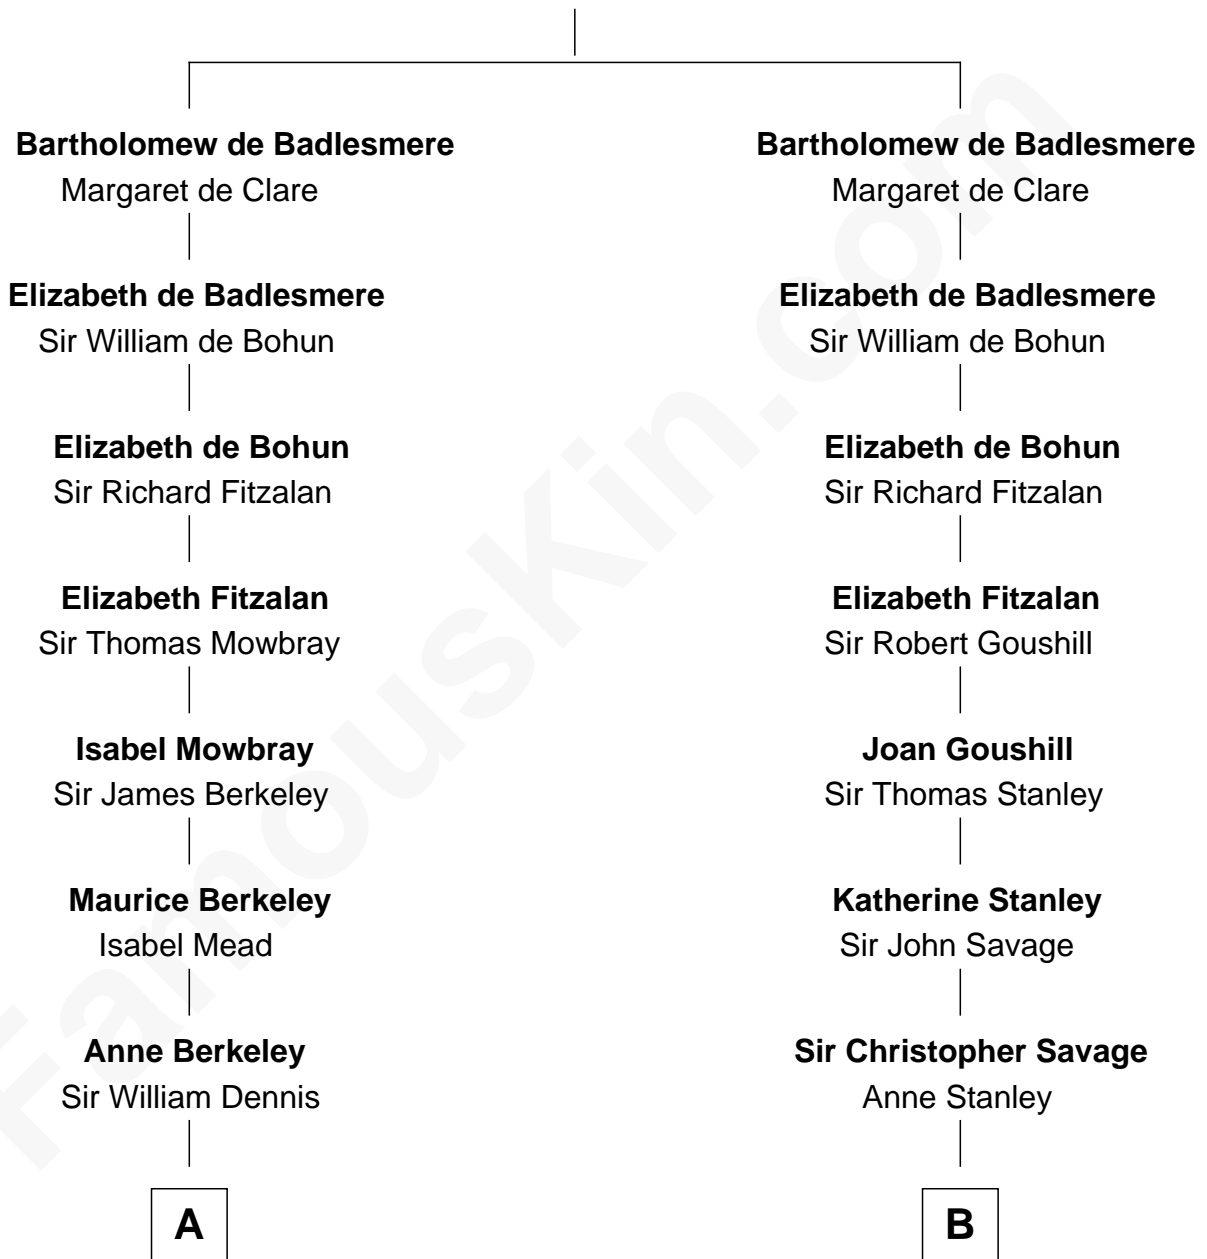 Bartholomew de Badlesmere
Margaret de Clare
Elizabeth de Badlesmere
Sir William de Bohun
Elizabeth de Bohun
Sir Richard Fitzalan
Elizabeth Fitzalan
Sir Thomas Mowbray
Isabel Mowbray
Sir James Berkeley
Maurice Berkeley
Isabel Mead
Anne Berkeley
Sir William Dennis
A
Bartholomew de Badlesmere
Margaret de Clare
Elizabeth de Badlesmere
Sir William de Bohun
Elizabeth de Bohun
Sir Richard Fitzalan
Elizabeth Fitzalan
Sir Robert Goushill
Joan Goushill
Sir Thomas Stanley
Katherine Stanley
Sir John Savage
Sir Christopher Savage
Anne Stanley
B
FamousKin.com